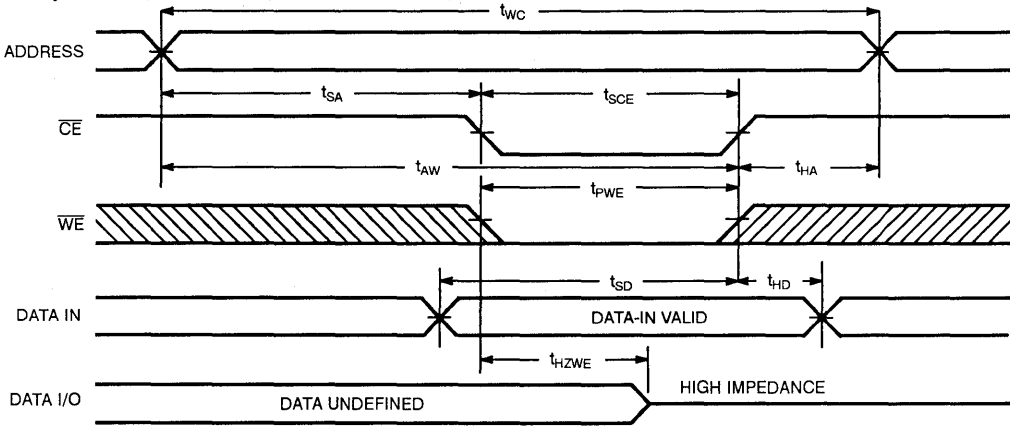 tWC
ADDRESS
tSA
tSCE
CE
tAW
tHA
tPWE
WE
tSD
tHD
DATA IN
DATA-IN VALID
tHZWE
DATA I/O
DATA UNDEFINED
HIGH IMPEDANCE